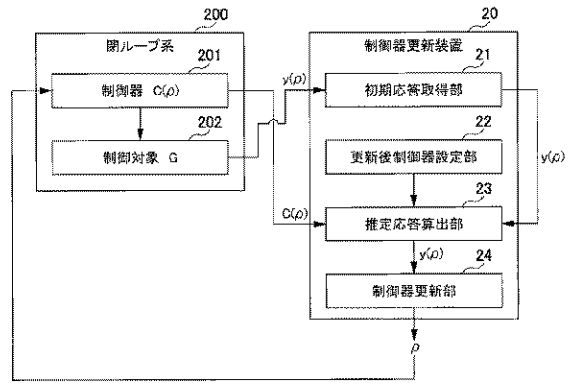 200
閉ループ系
201
制御器 C(ρ)
202
制御対象 G
20
制御器更新装置
21
初期応答取得部
22
更新後制御器設定部
23
推定応答算出部
24
制御器更新部
y(ρ)
y(ρ)
C(ρ)
y(ρ)
ρ